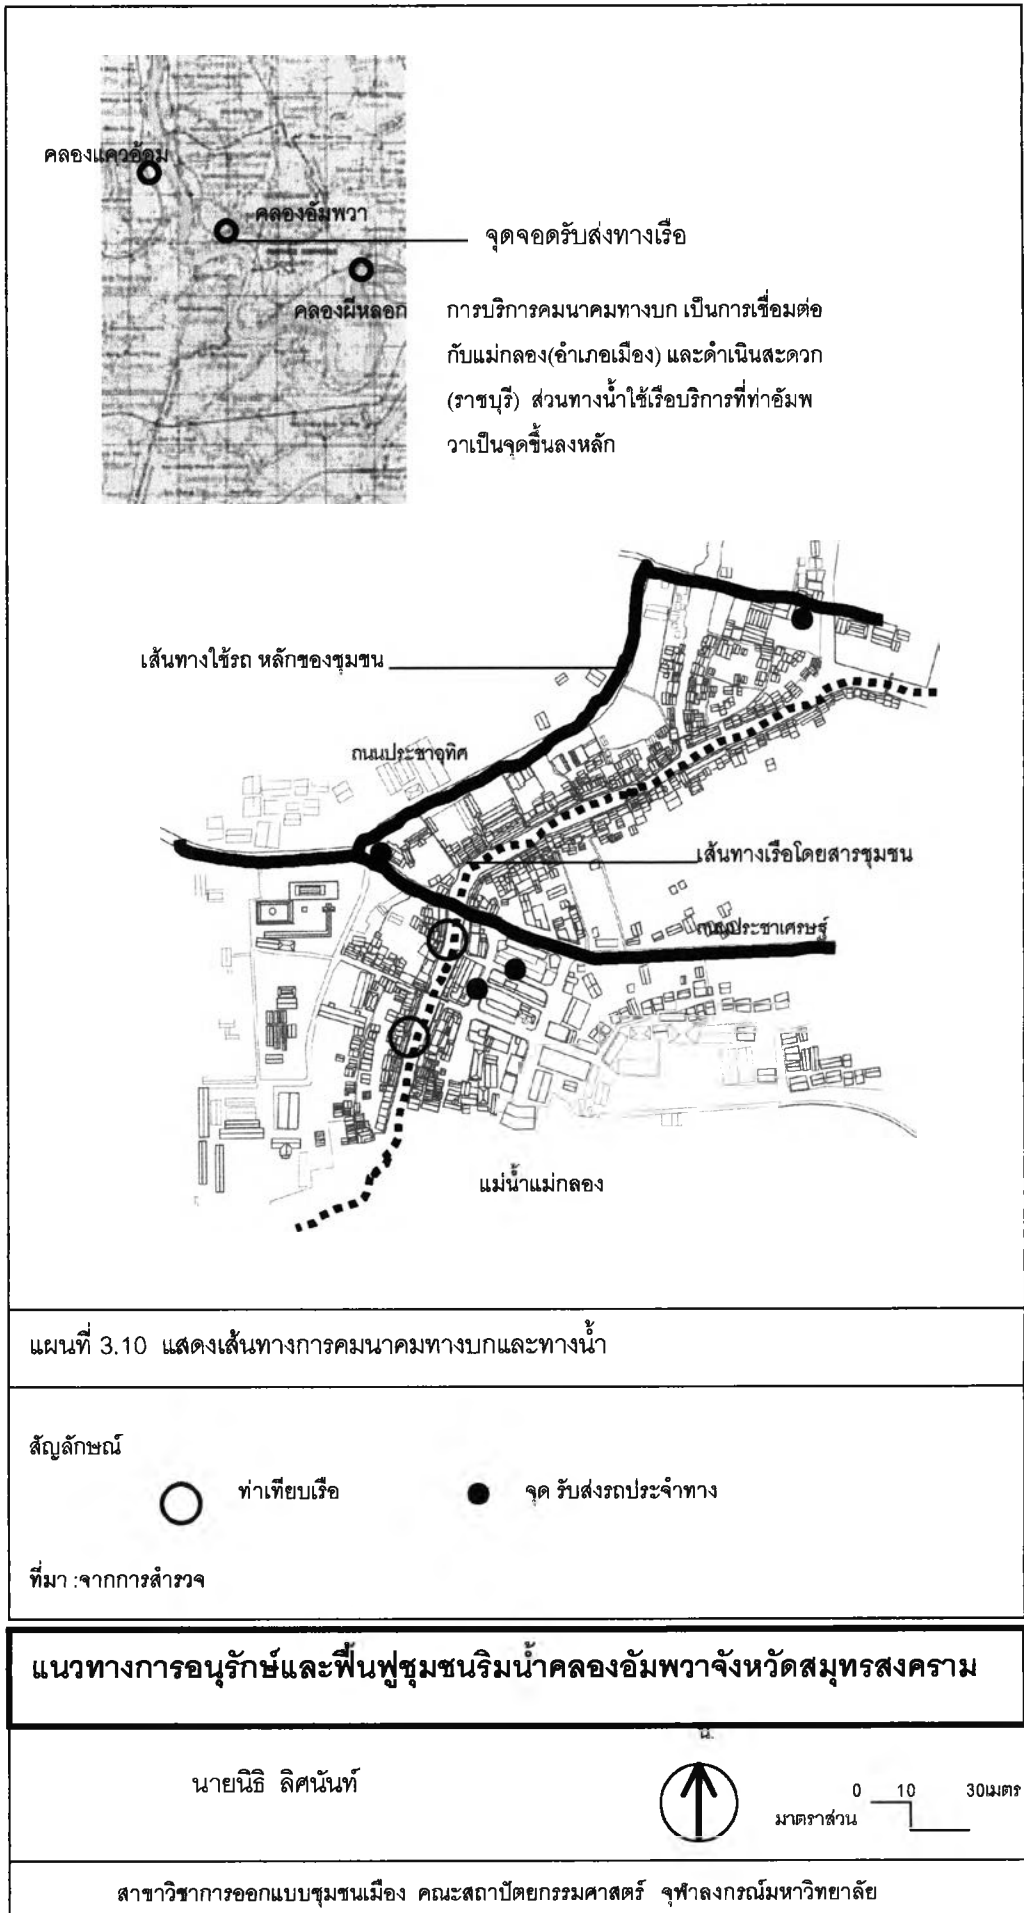 คลองแควอ้อม
คลองอัมพวา
จุดจอดรับส่งทางเรือ
คลองผีหลอก
การบริการคมนาคมทางบก เป็นการเชื่อมต่อ
กับแม่กลอง(อำเภอเมือง) และดำเนินสะดวก
(ราชบุรี) ส่วนทางน้ำใช้เรือบริการที่ท่าอัมพ
วาเป็นจุดขึ้นลงหลัก
เส้นทางใช้รถ หลักของชุมชน
ถนนประชาอุทิศ
เส้นทางเรือโดยสารชุมชน
ถนนประชาเศรษฐ์
แม่น้ำแม่กลอง
แผนที่ 3.10 แสดงเส้นทางการคมนาคมทางบกและทางน้ำ
สัญลักษณ์
ท่าเทียบเรือ
จุด รับส่งรถประจำทาง
ที่มา :จากการสำรวจ
แนวทางการอนุรักษ์และฟื้นฟูชุมชนริมน้ำคลองอัมพวาจังหวัดสมุทรสงคราม
น.
นายนิธิ ลิศนันท์
0 10 30เมตร
มาตราส่วน
สาขาวิชาการออกแบบชุมชนเมือง คณะสถาปัตยกรรมศาสตร์ จุฬาลงกรณ์มหาวิทยาลัย